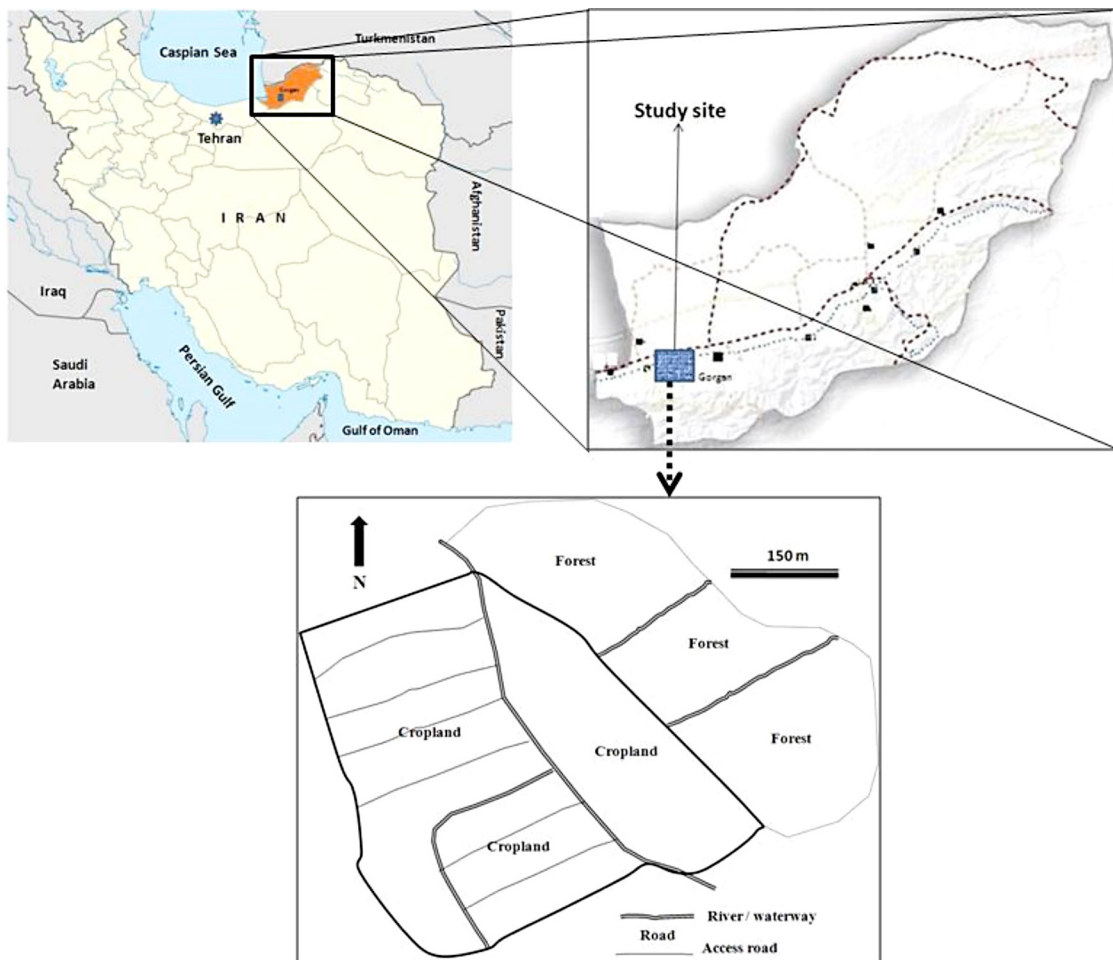 Caspian Sea
Turkmenistan
Gorgan
Tehran
I R A N
Afghanistan
Iraq
Pakistan
Saudi
Arabia
Persian Gulf
Gulf of Oman
Study site
Gorgan
N
150 m
Forest
Forest
Forest
Cropland
Cropland
Cropland
River / waterway
Road
Access road